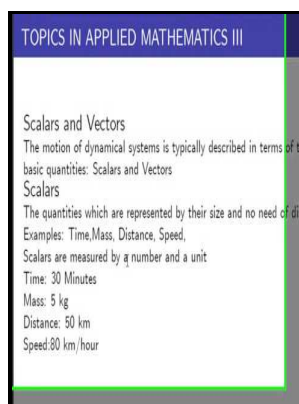 TOPICS IN APPLIED MATHEMATICS III
Scalars and Vectors
The motion of dynamical systems is typically described in terms of
basic quantities: Scalars and Vectors
Scalars
The quantities which are represented by their size and no need of
Examples: Time,Mass, Distance, Speed,
Scalars are measured by a number and a unit
Time: 30 Minutes
Mass: 5 kg
Distance: 50 km
Speed:80 km/hour